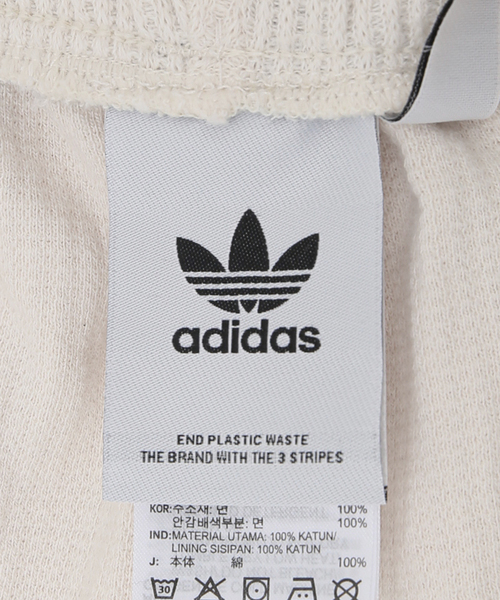 adidas
END PLASTIC WASTE
THE BRAND WITH THE 3 STRIPES
KOR: 주소재: 면 100%
안감배색부분: 면 100%
IND: MATERIAL UTAMA: 100% KATUN/
LINING SISIPAN: 100% KATUN
J: 本体 綿 100%
30